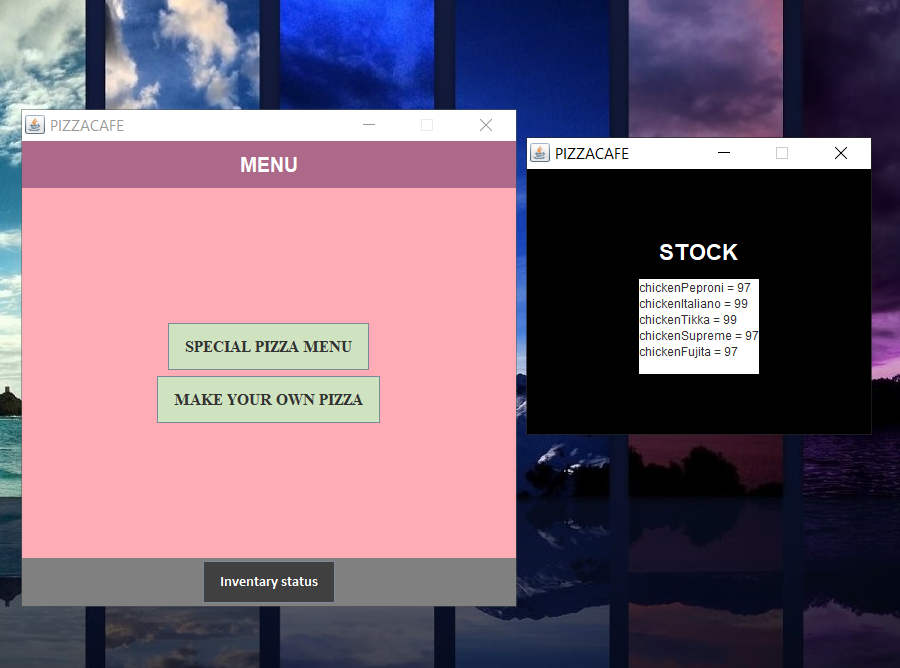 PIZZACAFE
MENU
SPECIAL PIZZA MENU
MAKE YOUR OWN PIZZA
Inventary status
PIZZACAFE
STOCK
chickenPeproni = 97
chickenItaliano = 99
chickenTikka = 99
chickenSupreme = 97
chickenFujita = 97